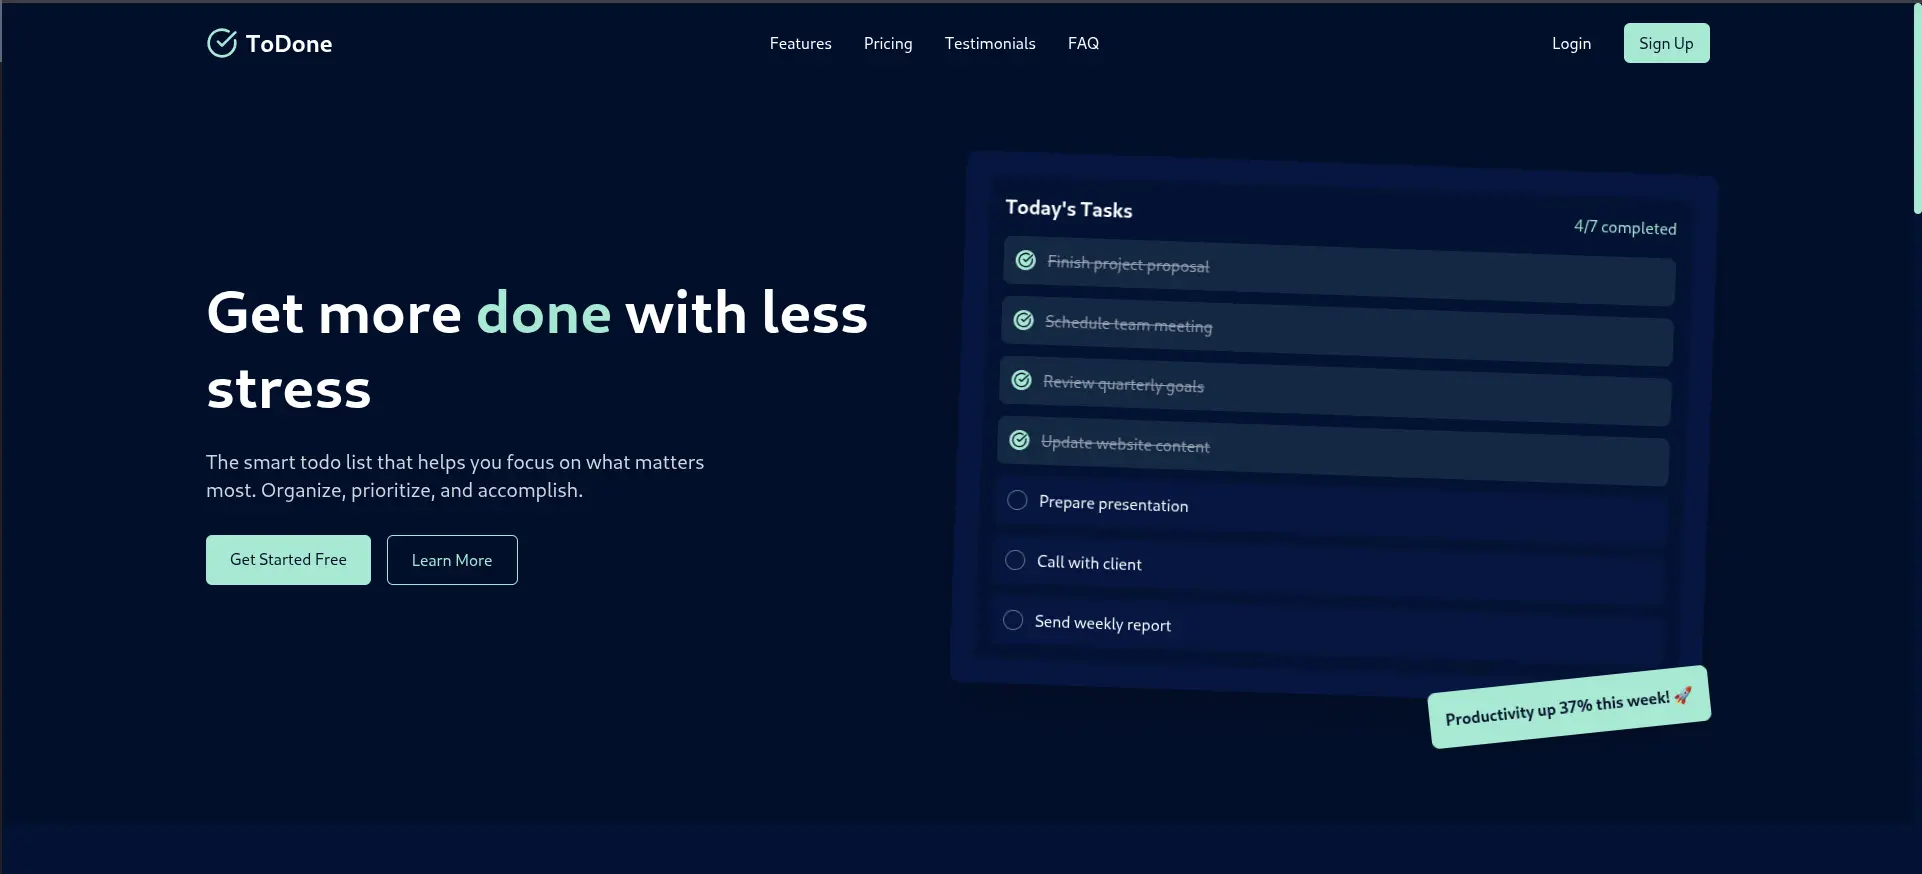 ToDone
Features
Pricing
Testimonials
FAQ
Login
Sign Up
Get more done with less
stress
The smart todo list that helps you focus on what matters
most. Organize, prioritize, and accomplish.
Get Started Free
Learn More
Today's Tasks
4/7 completed
Finish project proposal
Schedule team meeting
Review quarterly goals
Update website content
Prepare presentation
Call with client
Send weekly report
Productivity up 37% this week! 🚀